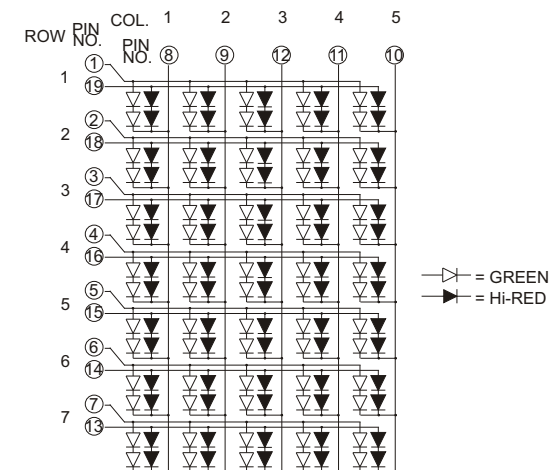 COL. 1 2 3 4 5
ROW PIN NO.
PIN NO. 8 9 12 11 10
1
1 19
2
2 18
3
3 17
4
4 16
5
5 15
6
6 14
7
7 13
= GREEN
= Hi-RED